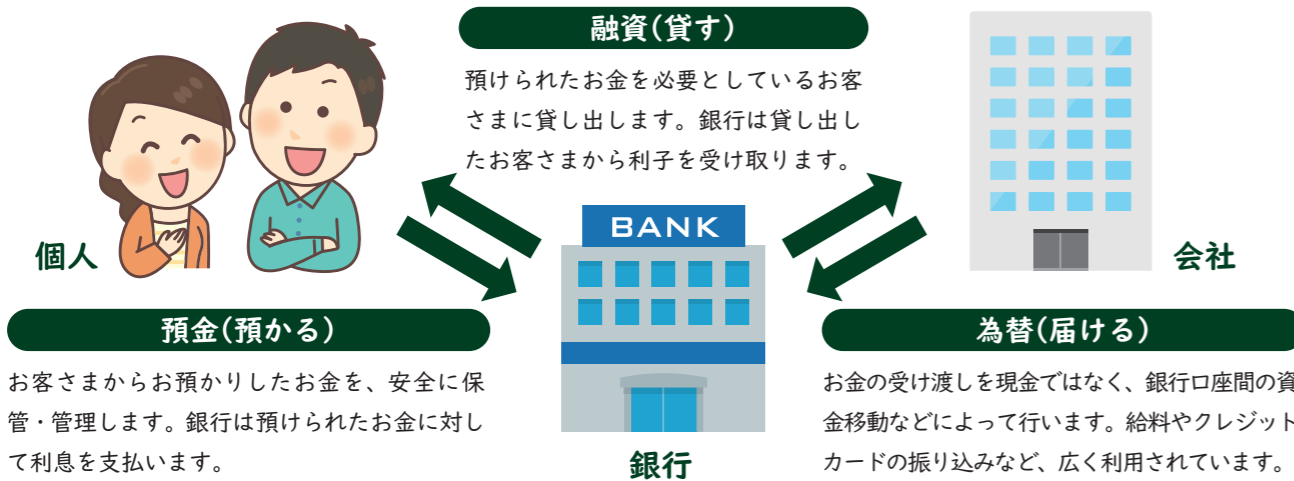 融資(貸す)
預けられたお金を必要としているお客
さまに貸し出します。銀行は貸し出し
たお客さまから利子を受け取ります。
個人
BANK
会社
預金(預かる)
お客さまからお預かりしたお金を、安全に保
管・管理します。銀行は預けられたお金に対し
て利息を支払います。
銀行
為替(届ける)
お金の受け渡しを現金ではなく、銀行口座間の資
金移動などによって行います。給料やクレジット
カードの振り込みなど、広く利用されています。